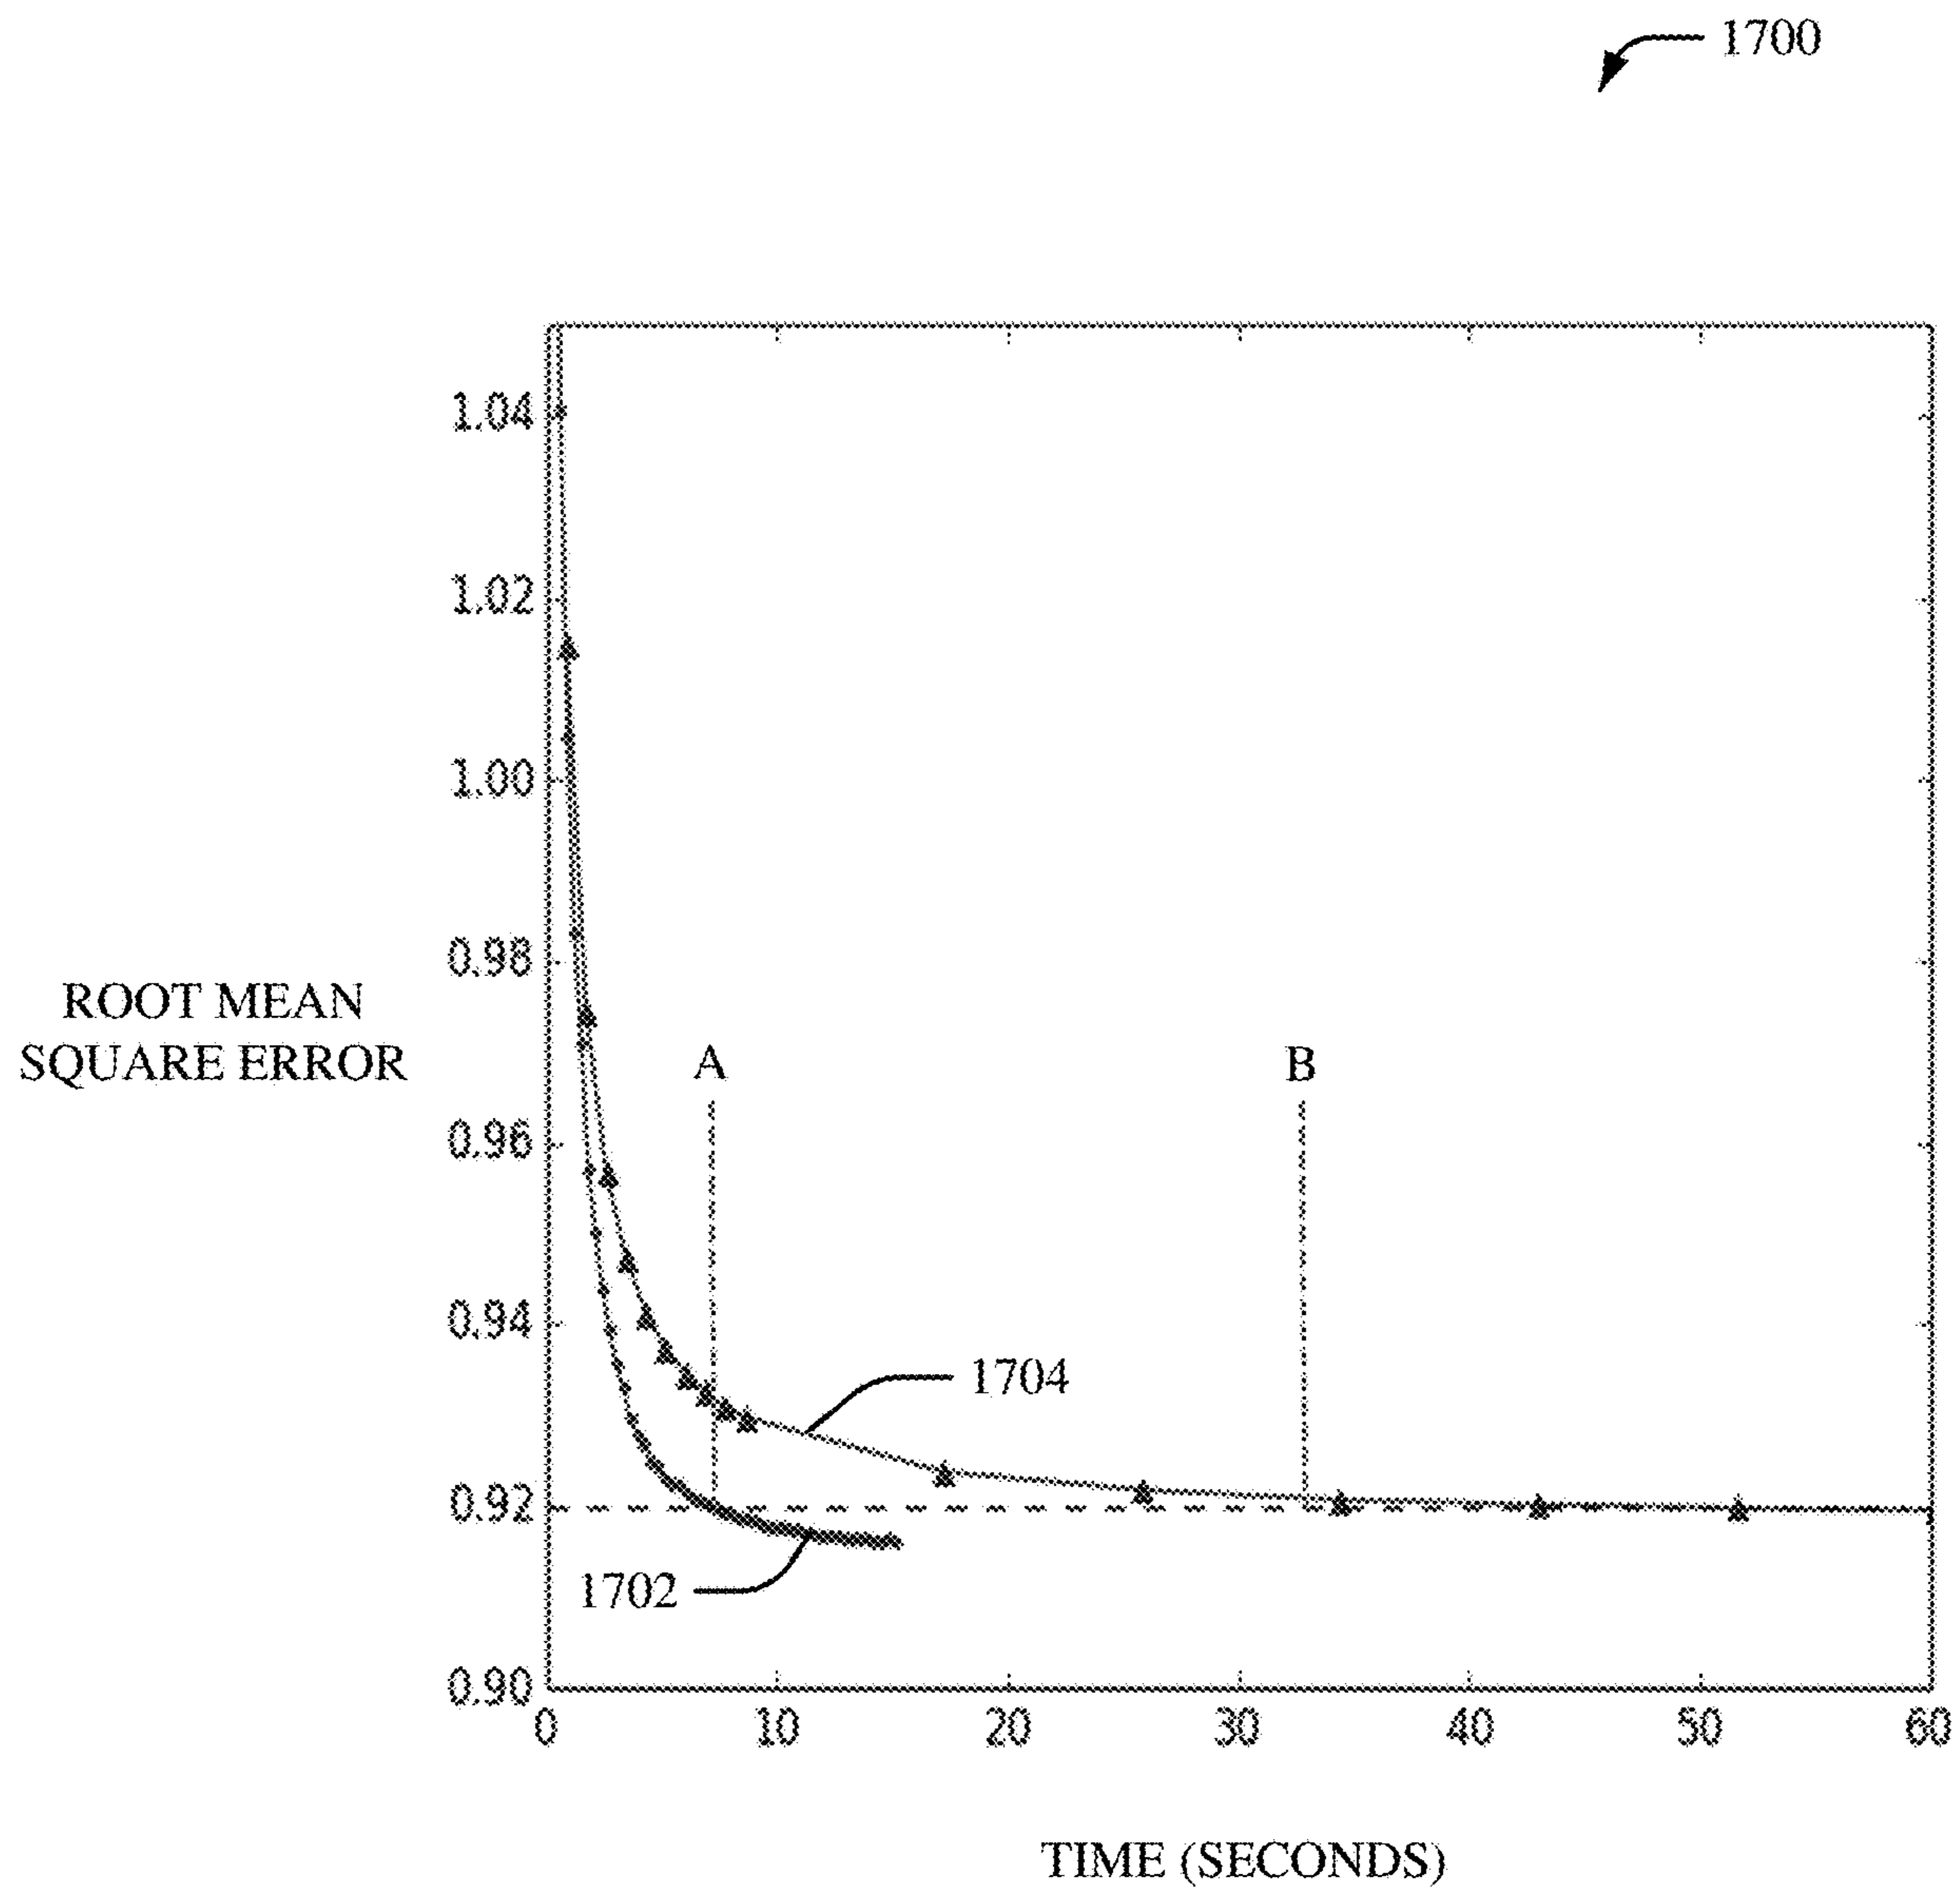 1700
1.04
1.02
1.00
0.98
ROOT MEAN
SQUARE ERROR
A
B
0.96
0.94
1704
0.92
1702
0.90
0 10 20 30 40 50 60
TIME (SECONDS)